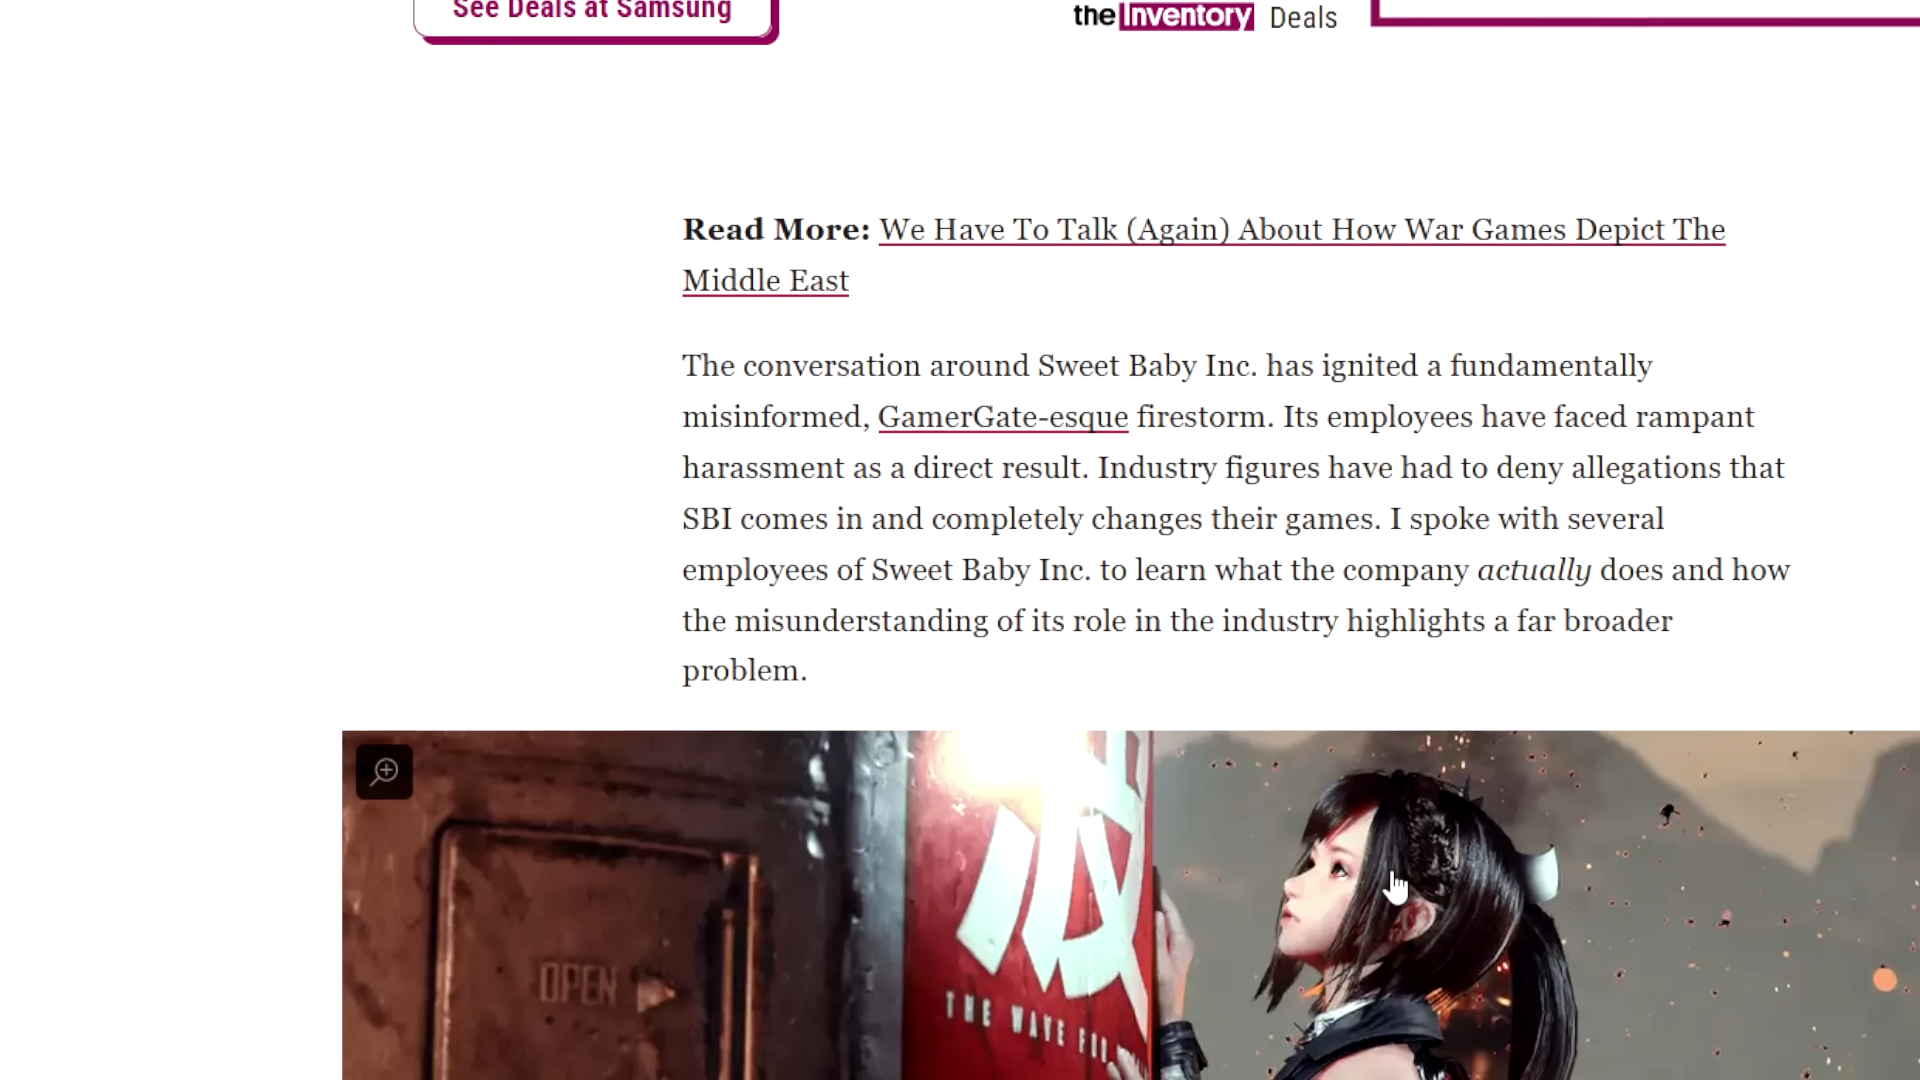 See Deals at Samsung
the Inventory Deals
Read More: We Have To Talk (Again) About How War Games Depict The
Middle East
The conversation around Sweet Baby Inc. has ignited a fundamentally
misinformed, GamerGate-esque firestorm. Its employees have faced rampant
harassment as a direct result. Industry figures have had to deny allegations that
SBI comes in and completely changes their games. I spoke with several
employees of Sweet Baby Inc. to learn what the company actually does and how
the misunderstanding of its role in the industry highlights a far broader
problem.
OPEN
THE WAVE